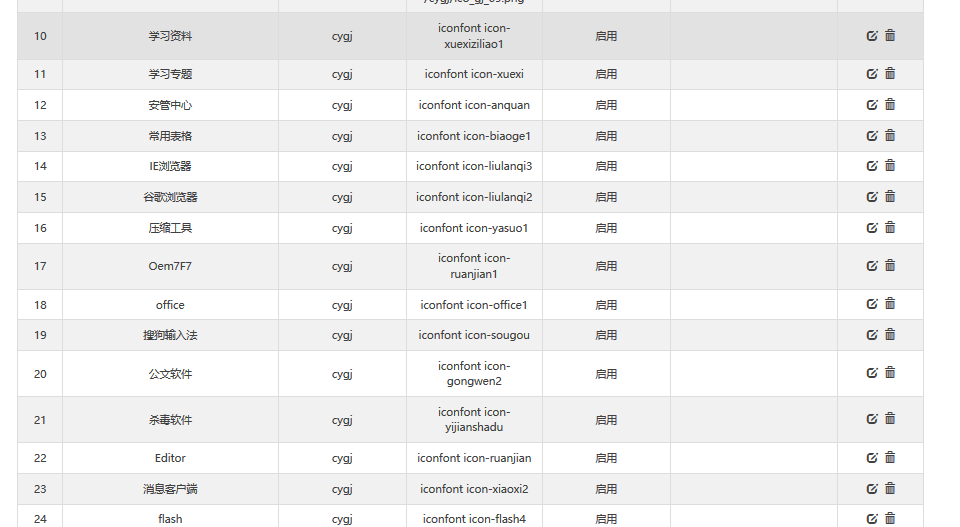 /cygj/ico_gj_09.png
10 学习资料 cygj iconfont icon-xuexiziliao1 启用
11 学习专题 cygj iconfont icon-xuexi 启用
12 安管中心 cygj iconfont icon-anquan 启用
13 常用表格 cygj iconfont icon-biaoge1 启用
14 IE浏览器 cygj iconfont icon-liulanqi3 启用
15 谷歌浏览器 cygj iconfont icon-liulanqi2 启用
16 压缩工具 cygj iconfont icon-yasuo1 启用
17 Oem7F7 cygj iconfont icon-ruanjian1 启用
18 office cygj iconfont icon-office1 启用
19 搜狗输入法 cygj iconfont icon-sougou 启用
20 公文软件 cygj iconfont icon-gongwen2 启用
21 杀毒软件 cygj iconfont icon-yijianshadu 启用
22 Editor cygj iconfont icon-ruanjian 启用
23 消息客户端 cygj iconfont icon-xiaoxi2 启用
24 flash cygj iconfont icon-flash4 启用